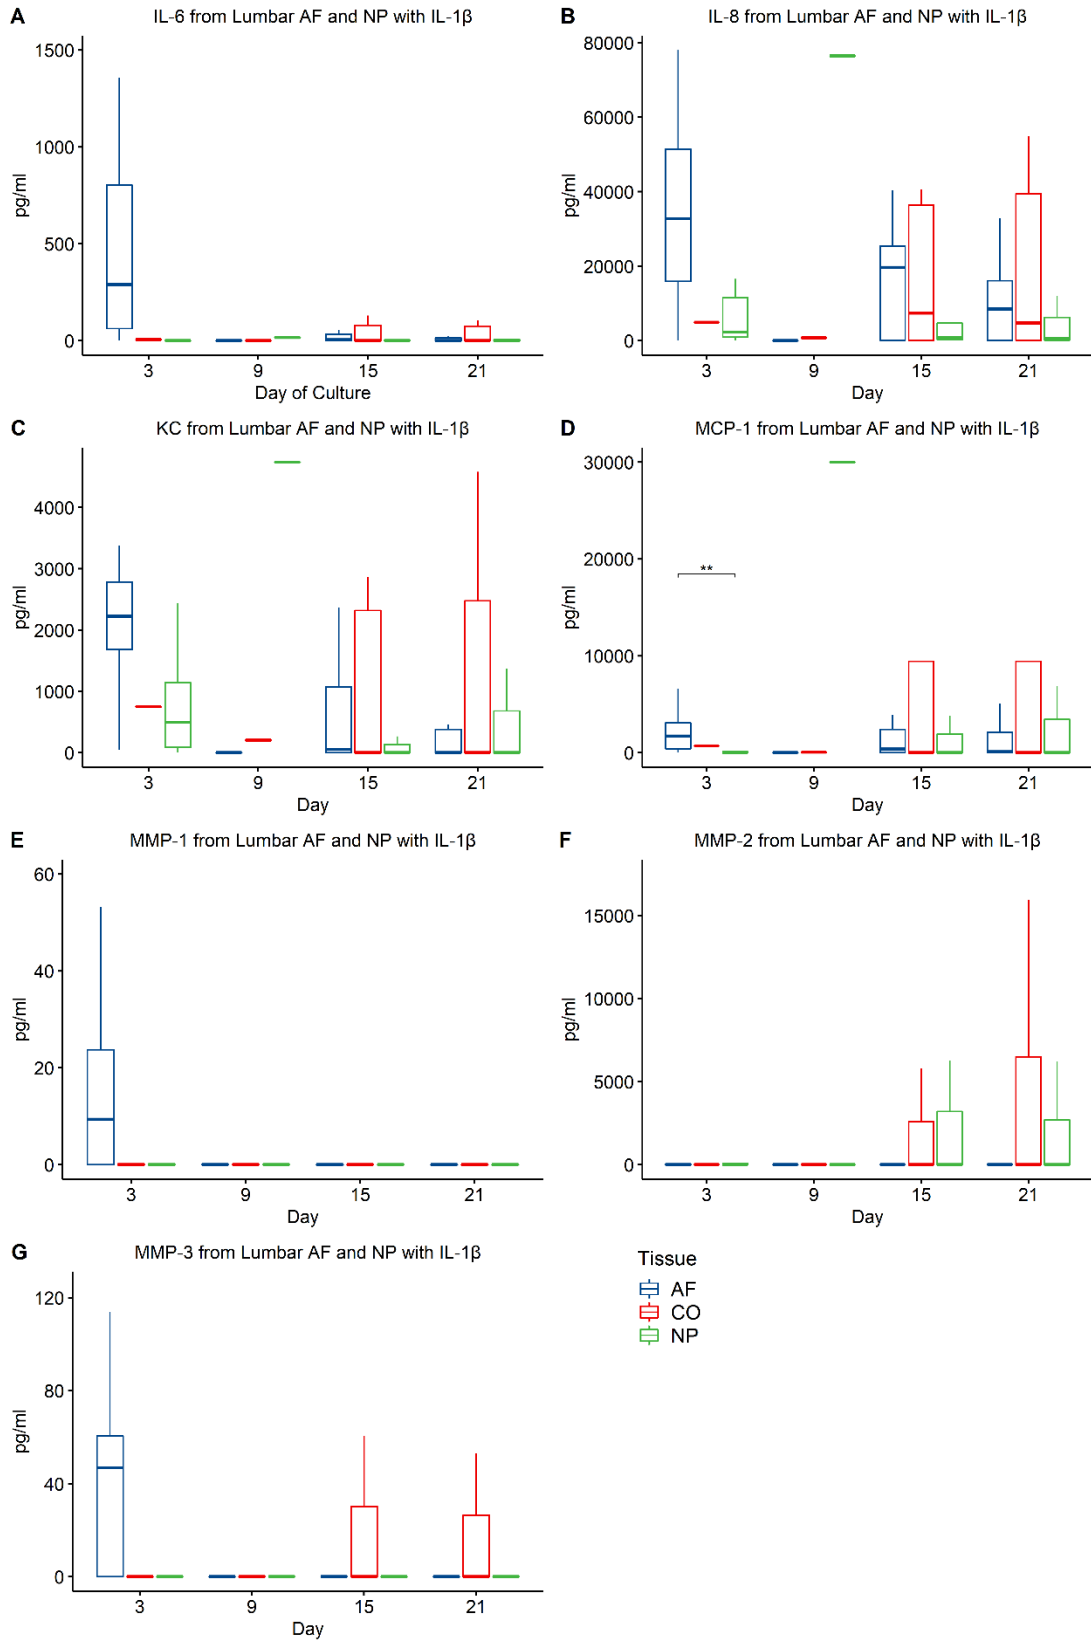 A
IL-6 from Lumbar AF and NP with IL-1β
1500
1000
500
0
pg/ml
3 9 15 21
Day of Culture
B
IL-8 from Lumbar AF and NP with IL-1β
80000
60000
40000
20000
0
pg/ml
3 9 15 21
C
KC from Lumbar AF and NP with IL-1β
4000
3000
2000
1000
0
pg/ml
3 9 15 21
Day
D
MCP-1 from Lumbar AF and NP with IL-1β
30000
20000
10000
0
pg/ml
**
3 9 15 21
Day
E
MMP-1 from Lumbar AF and NP with IL-1β
60
40
20
0
pg/ml
3 9 15 21
Day
F
MMP-2 from Lumbar AF and NP with IL-1β
15000
10000
5000
0
pg/ml
3 9 15 21
Day
G
MMP-3 from Lumbar AF and NP with IL-1β
120
80
40
0
pg/ml
3 9 15 21
Day
Tissue
AF
CO
NP